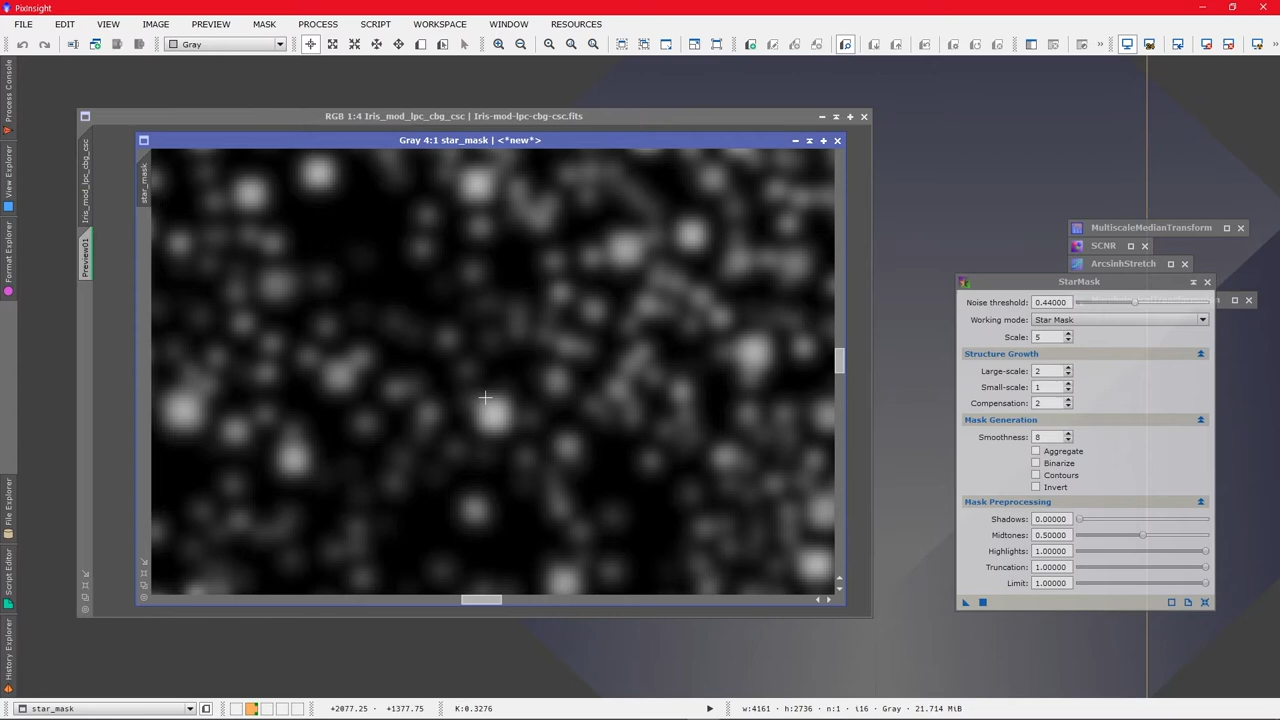 PixInsight
FILE EDIT VIEW IMAGE PREVIEW MASK PROCESS SCRIPT WORKSPACE WINDOW RESOURCES
Gray
Process Console
View Explorer
Format Explorer
File Explorer
Script Editor
History Explorer
RGB 1:4 Iris_mod_lpc_cbg_csc | Iris-mod-lpc-cbg-csc.fits
Iris_mod_lpc_cbg_csc
Preview01
Gray 4:1 star_mask | <*new*>
star_mask
MultiscaleMedianTransform
SCNR
ArcsinhStretch
StarMask
Noise threshold: 0.44000
Working mode: Star Mask
Scale: 5
Structure Growth
Large-scale: 2
Small-scale: 1
Compensation: 2
Mask Generation
Smoothness: 8
Aggregate
Binarize
Contours
Invert
Mask Preprocessing
Shadows: 0.00000
Midtones: 0.50000
Highlights: 1.00000
Truncation: 1.00000
Limit: 1.00000
star_mask
+2077.25 +1377.75 K:0.3276
w:4161 h:2736 n:1 i16 Gray 21.714 MiB